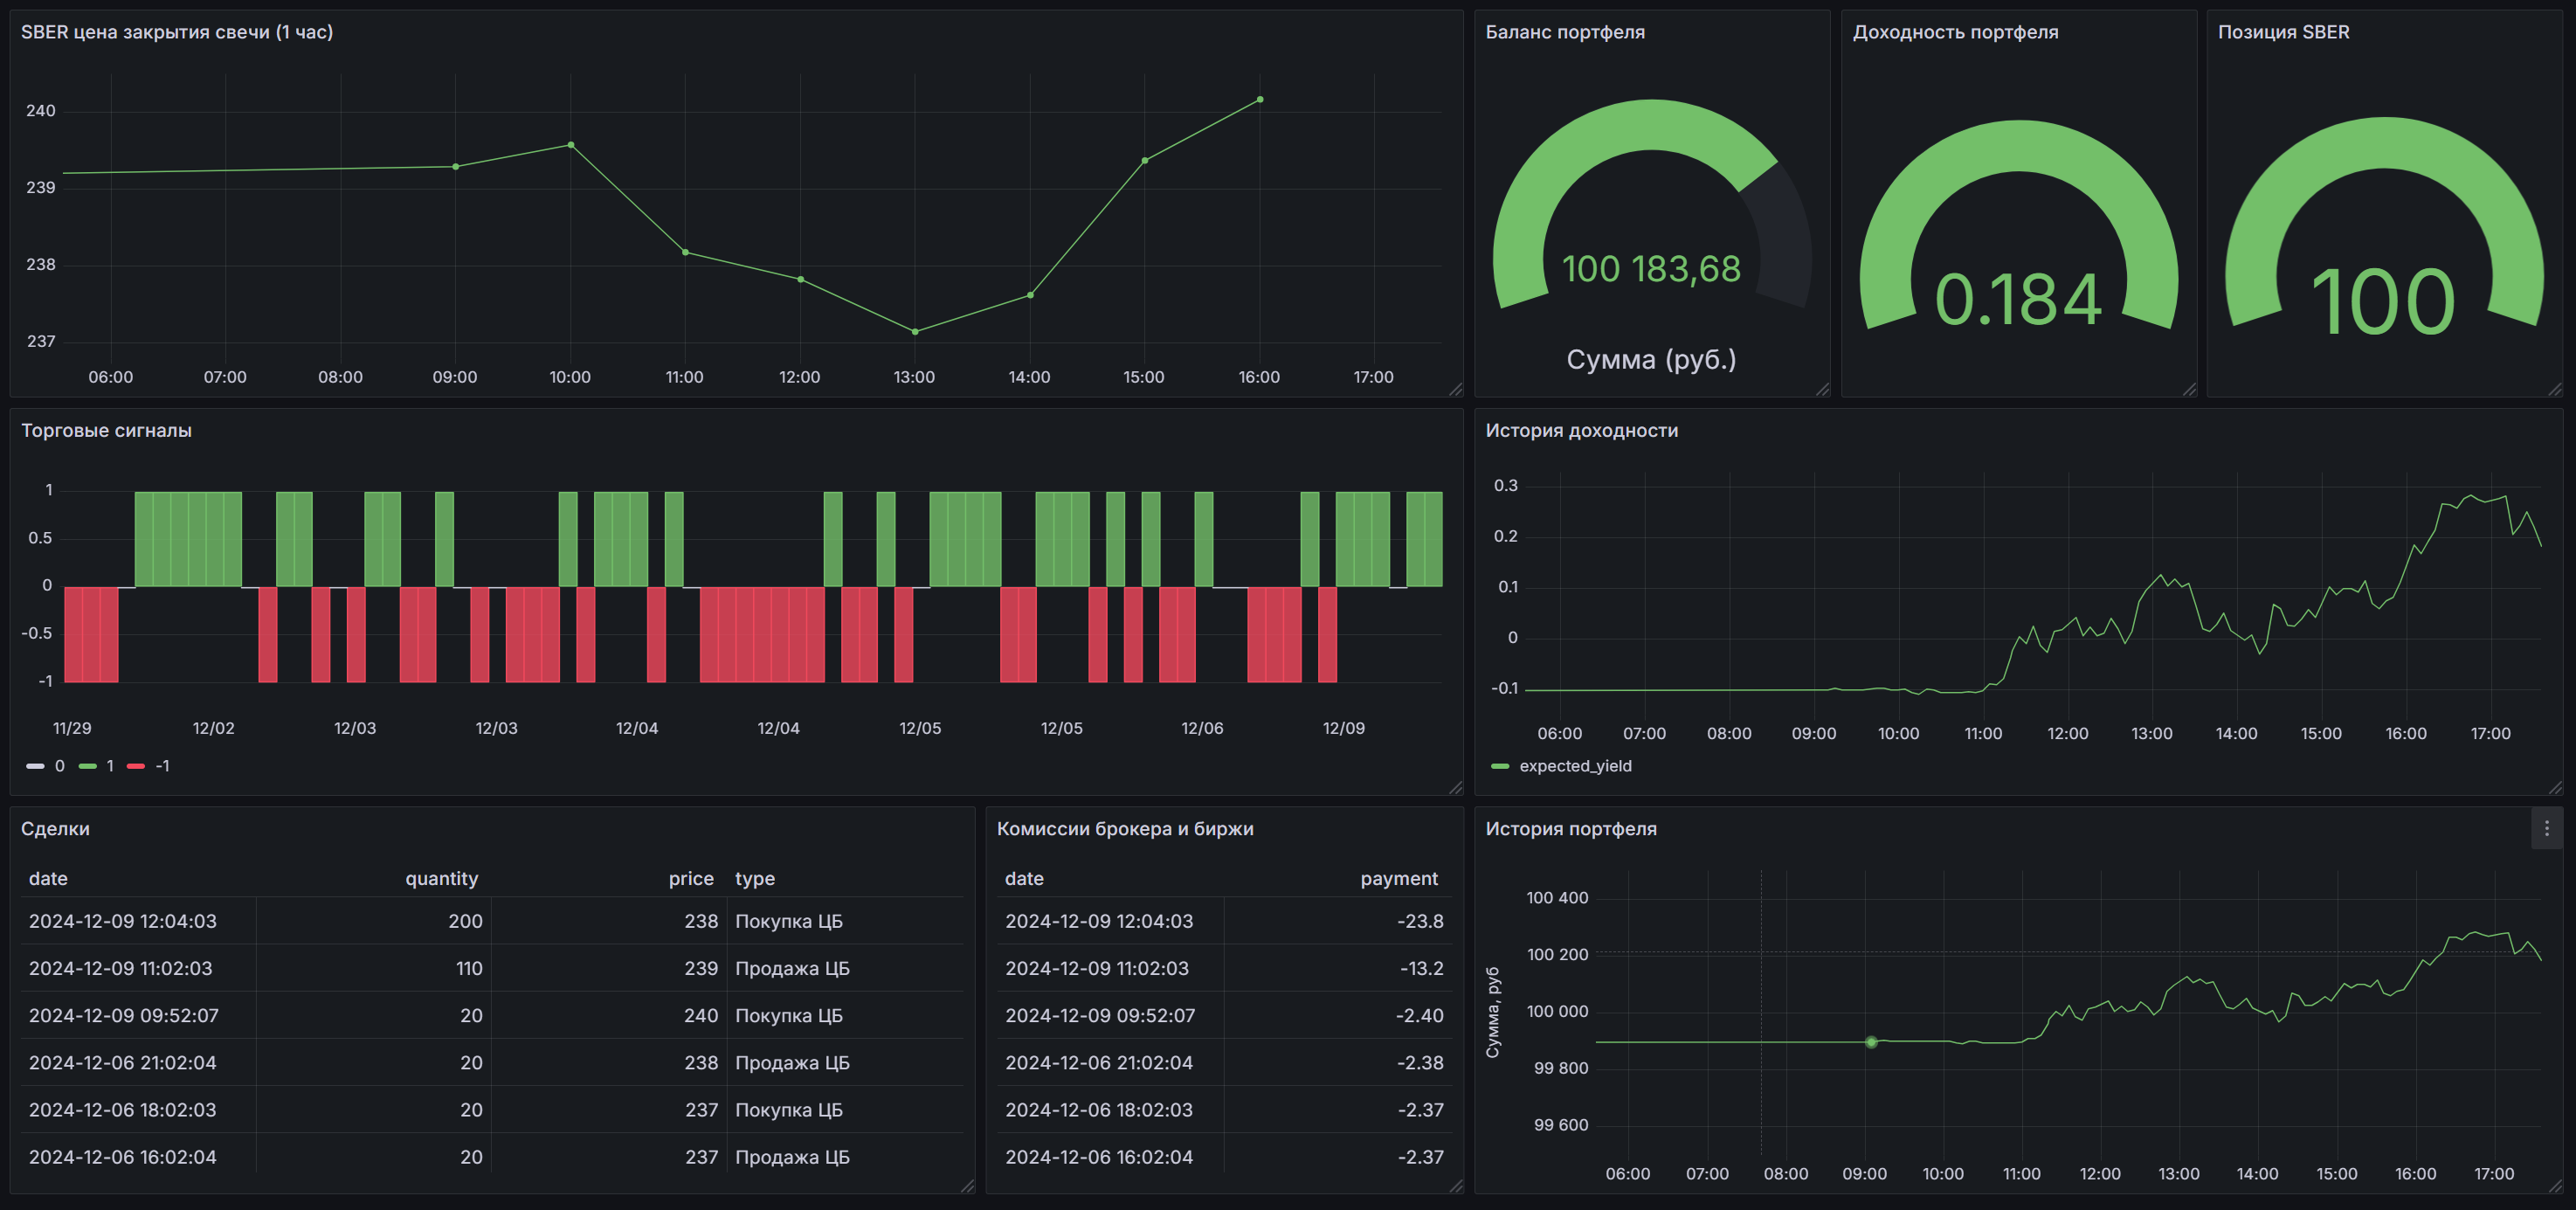 SBER цена закрытия свечи (1 час)
240
239
238
237
06:00 07:00 08:00 09:00 10:00 11:00 12:00 13:00 14:00 15:00 16:00 17:00
Баланс портфеля
100 183,68
Сумма (руб.)
Доходность портфеля
0.184
Позиция SBER
100
Торговые сигналы
1
0.5
0
-0.5
-1
11/29 12/02 12/03 12/03 12/04 12/04 12/05 12/05 12/06 12/09
0 1 -1
История доходности
0.3
0.2
0.1
0
-0.1
06:00 07:00 08:00 09:00 10:00 11:00 12:00 13:00 14:00 15:00 16:00 17:00
expected_yield
Сделки
date quantity price type
2024-12-09 12:04:03 200 238 Покупка ЦБ
2024-12-09 11:02:03 110 239 Продажа ЦБ
2024-12-09 09:52:07 20 240 Покупка ЦБ
2024-12-06 21:02:04 20 238 Продажа ЦБ
2024-12-06 18:02:03 20 237 Покупка ЦБ
2024-12-06 16:02:04 20 237 Продажа ЦБ
Комиссии брокера и биржи
date payment
2024-12-09 12:04:03 -23.8
2024-12-09 11:02:03 -13.2
2024-12-09 09:52:07 -2.40
2024-12-06 21:02:04 -2.38
2024-12-06 18:02:03 -2.37
2024-12-06 16:02:04 -2.37
История портфеля
Сумма, руб
100 400
100 200
100 000
99 800
99 600
06:00 07:00 08:00 09:00 10:00 11:00 12:00 13:00 14:00 15:00 16:00 17:00